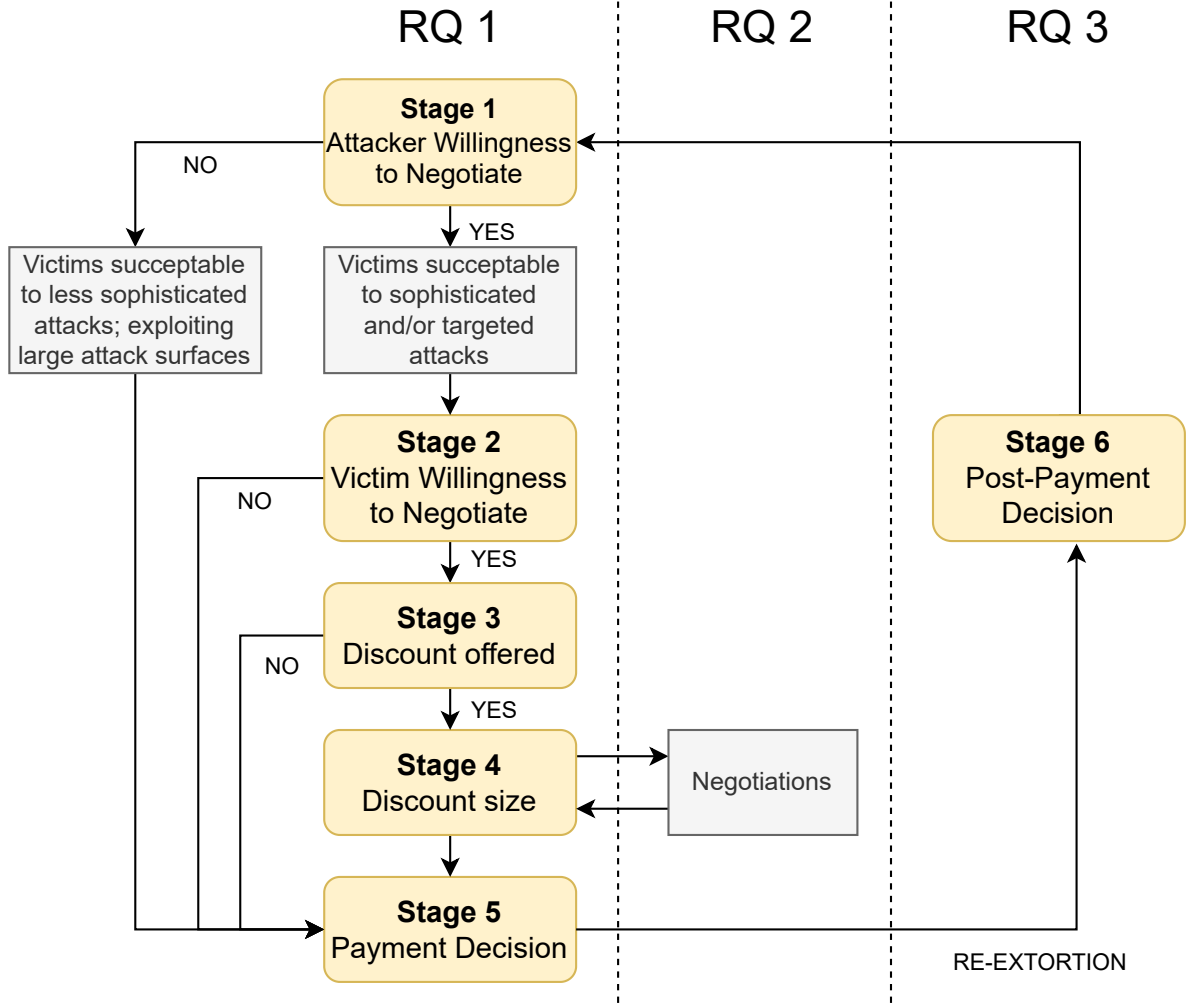 RQ 1
RQ 2
RQ 3
Stage 1
Attacker Willingness
to Negotiate
NO
YES
Victims succeptable
to less sophisticated
attacks; exploiting
large attack surfaces
Victims succeptable
to sophisticated
and/or targeted
attacks
Stage 2
Victim Willingness
to Negotiate
NO
YES
Stage 6
Post-Payment
Decision
Stage 3
Discount offered
NO
YES
Stage 4
Discount size
Negotiations
Stage 5
Payment Decision
RE-EXTORTION